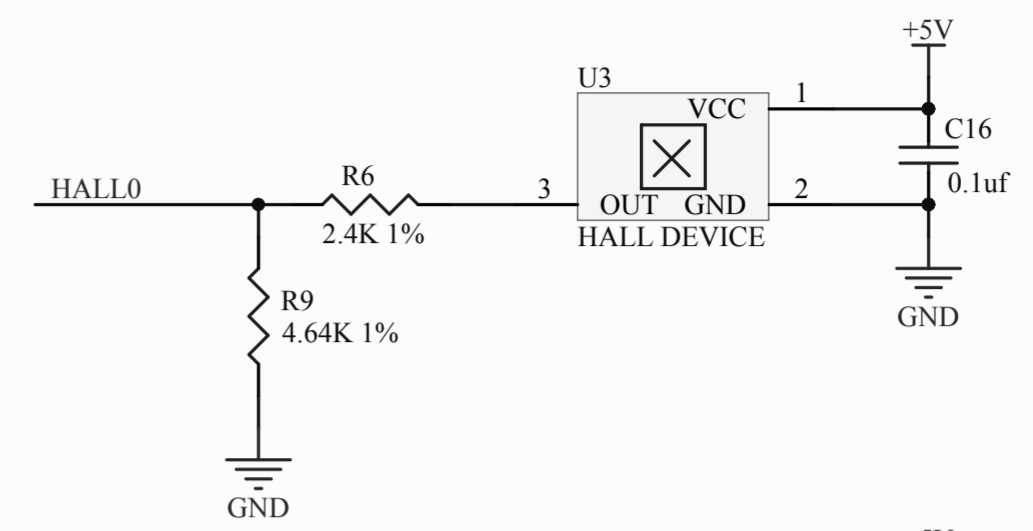 +5V
U3
VCC
1
C16
0.1uf
HALL0
R6
2.4K 1%
3
OUT
GND
2
HALL DEVICE
R9
4.64K 1%
GND
GND